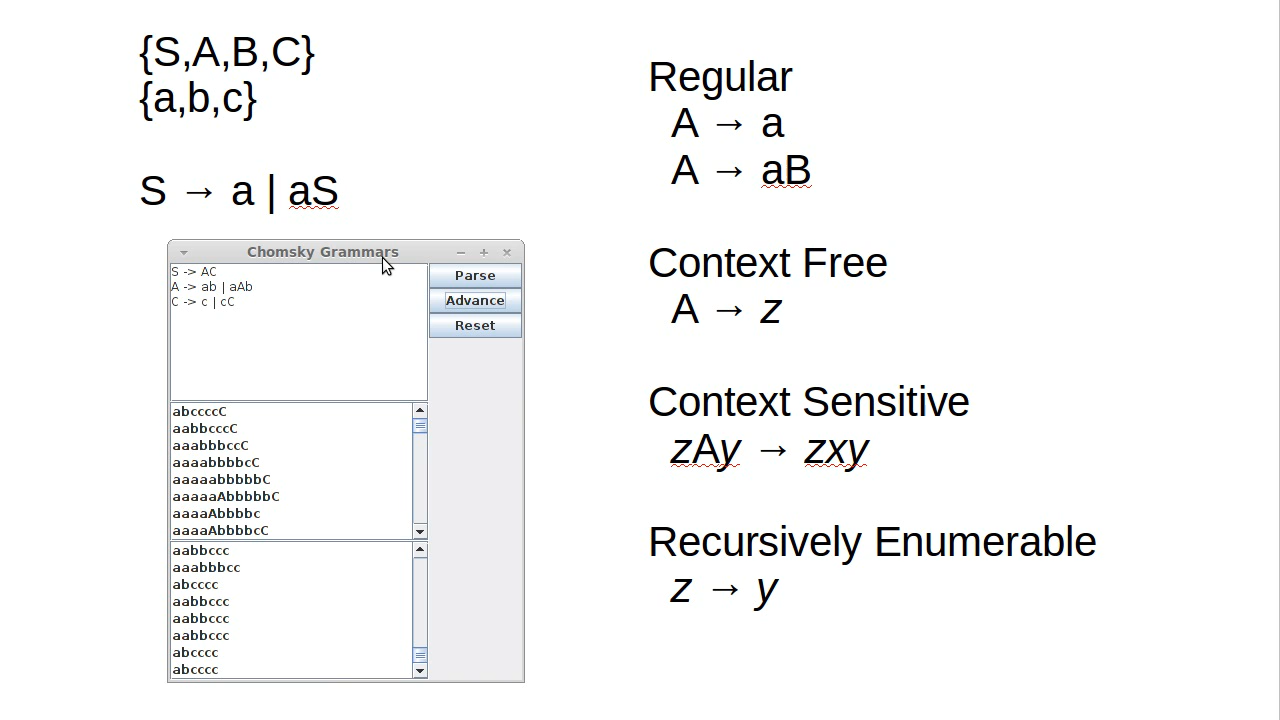 {S,A,B,C}
{a,b,c}
S → a | aS
Chomsky Grammars
S -> AC
A -> ab | aAb
C -> c | cC
Parse
Advance
Reset
abccccC
aabbcccC
aaabbbccC
aaaabbbbcC
aaaaabbbbbC
aaaaaAbbbbbC
aaaaAbbbbc
aaaaAbbbbcC
aabbccc
aaabbbcc
abcccc
aabbccc
aabbccc
aabbccc
abcccc
abcccc
Regular
A → a
A → aB
Context Free
A → z
Context Sensitive
zAy → zxy
Recursively Enumerable
z → y